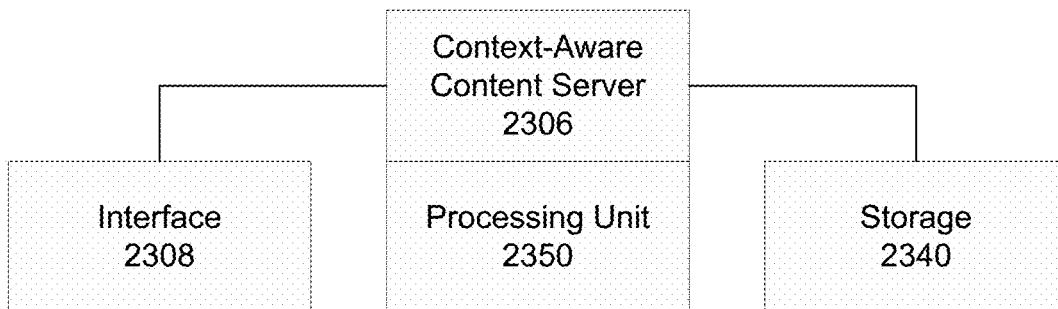 Context-Aware
Content Server
2306
Interface
2308
Processing Unit
2350
Storage
2340